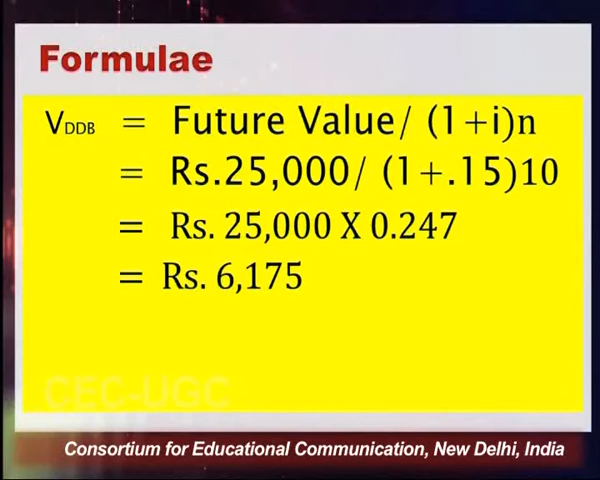 Formulae
VDDB = Future Value/ (1+i)n
= Rs.25,000/ (1+.15)10
= Rs. 25,000 X 0.247
= Rs. 6,175
CEC-UGC
Consortium for Educational Communication, New Delhi, India